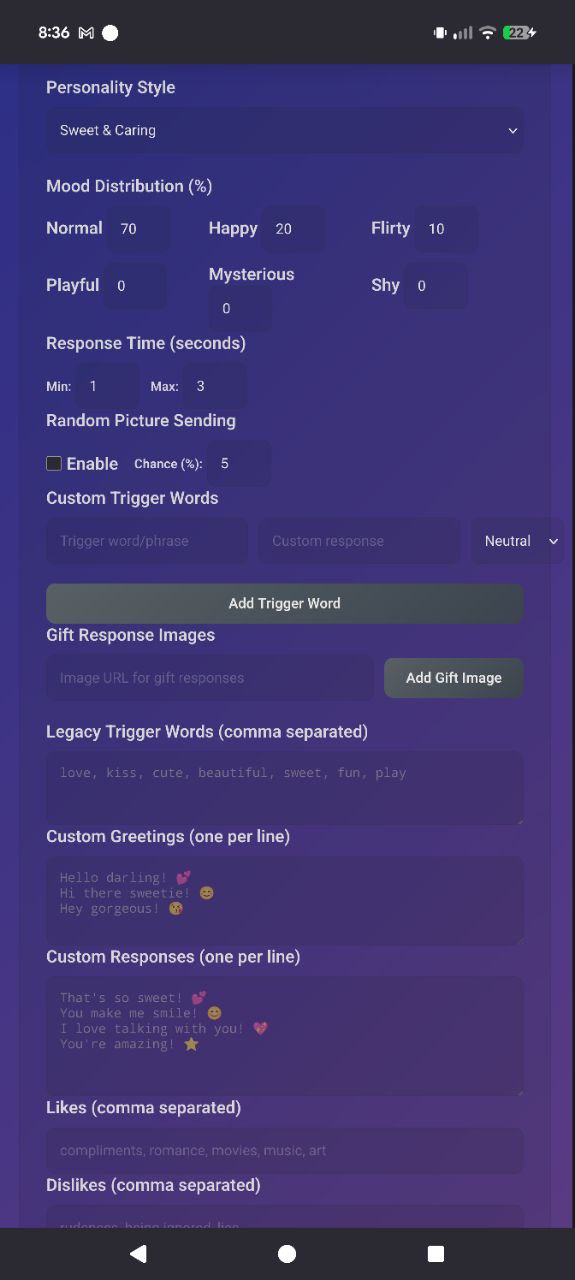 8:36
22
Personality Style
Sweet & Caring
Mood Distribution (%)
Normal 70 Happy 20 Flirty 10
Playful 0 Mysterious 0 Shy 0
Response Time (seconds)
Min: 1 Max: 3
Random Picture Sending
Enable Chance (%): 5
Custom Trigger Words
Trigger word/phrase Custom response Neutral
Add Trigger Word
Gift Response Images
Image URL for gift responses Add Gift Image
Legacy Trigger Words (comma separated)
love, kiss, cute, beautiful, sweet, fun, play
Custom Greetings (one per line)
Hello darling! 💕
Hi there sweetie! 😊
Hey gorgeous! 😘
Custom Responses (one per line)
That's so sweet! 💕
You make me smile! 😊
I love talking with you! 💖
You're amazing! ⭐
Likes (comma separated)
compliments, romance, movies, music, art
Dislikes (comma separated)
rudeness, being ignored, lies